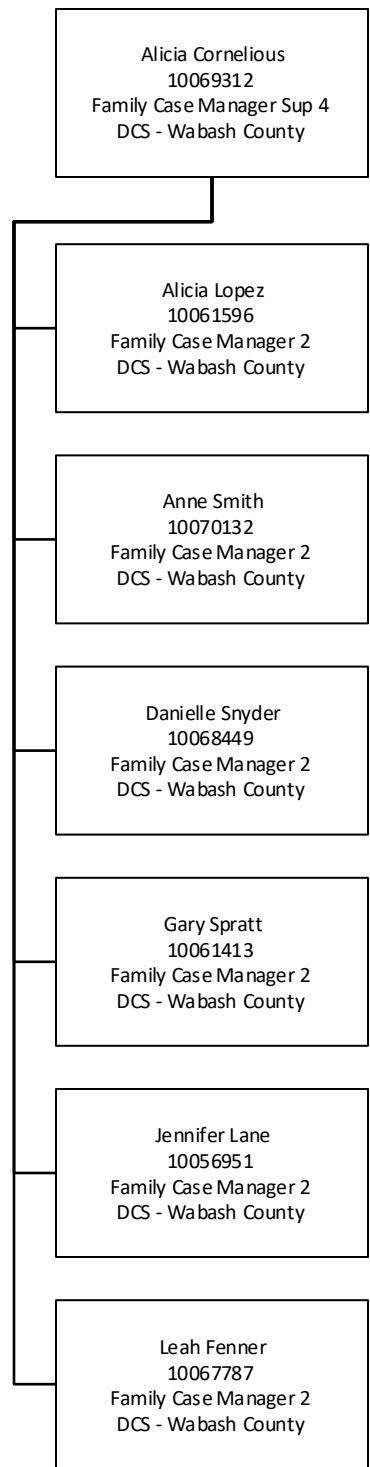 Alicia Cornelious
10069312
Family Case Manager Sup 4
DCS - Wabash County
Alicia Lopez
10061596
Family Case Manager 2
DCS - Wabash County
Anne Smith
10070132
Family Case Manager 2
DCS - Wabash County
Danielle Snyder
10068449
Family Case Manager 2
DCS - Wabash County
Gary Spratt
10061413
Family Case Manager 2
DCS - Wabash County
Jennifer Lane
10056951
Family Case Manager 2
DCS - Wabash County
Leah Fenner
10067787
Family Case Manager 2
DCS - Wabash County